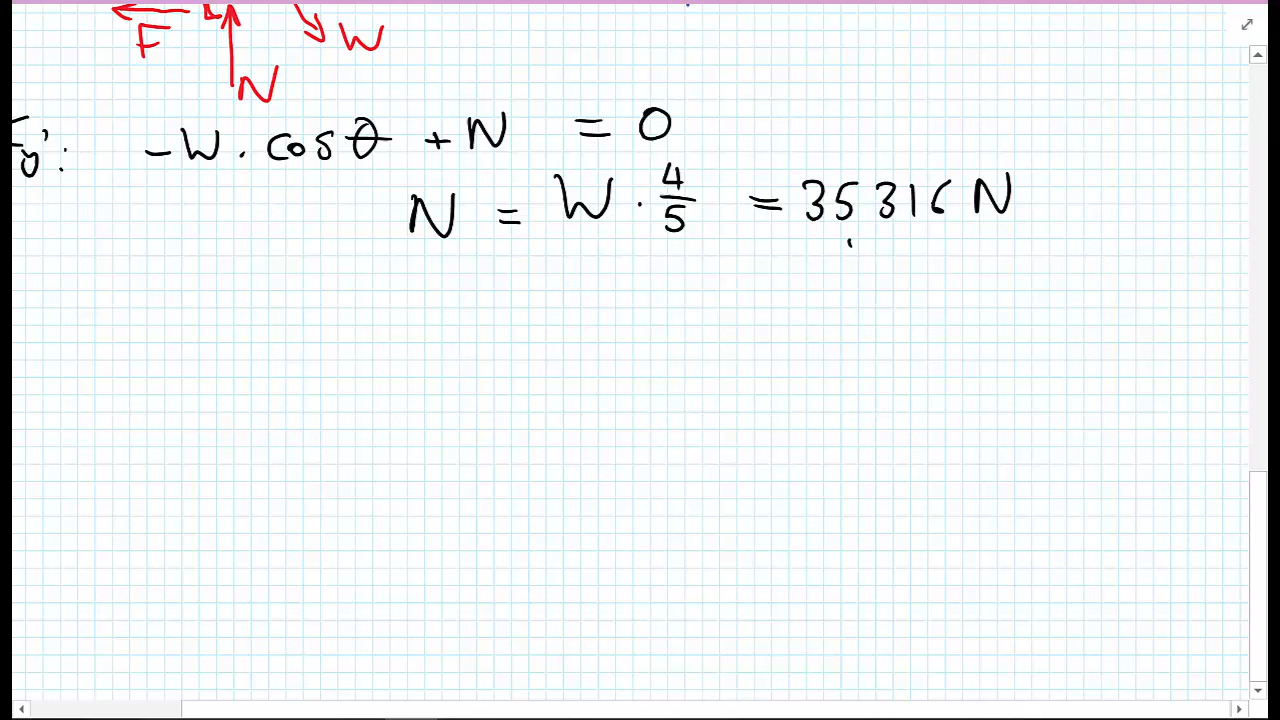 F
W
N
Fy': -W · cosθ + N = 0
N = W · 4/5 = 35316 N